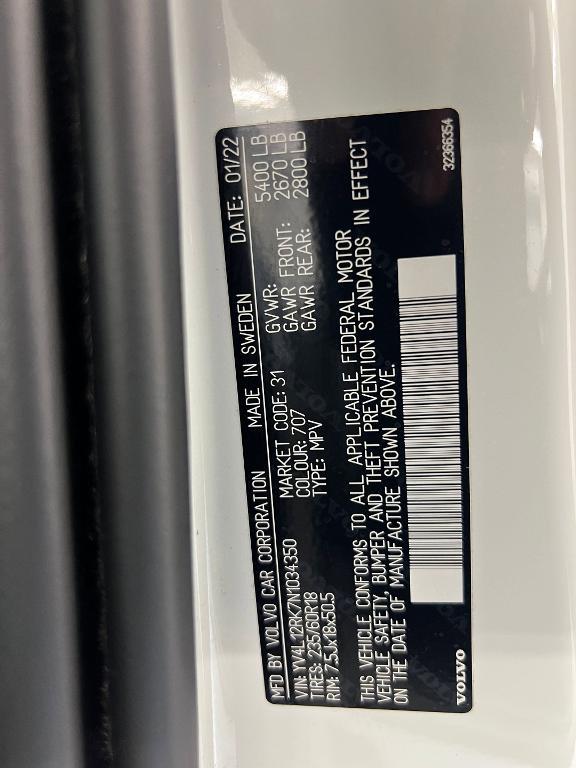 MFD BY VOLVO CAR CORPORATION MADE IN SWEDEN DATE: 01/22
VIN: YV4L12RK7N1034350 MARKET CODE: 31 GVWR: 5400 LB
TIRES: 235/60R18 COLOUR: 707 GAWR FRONT: 2670 LB
RIM: 7.5Jx18x50.5 TYPE: MPV GAWR REAR: 2800 LB
THIS VEHICLE CONFORMS TO ALL APPLICABLE FEDERAL MOTOR
VEHICLE SAFETY, BUMPER AND THEFT PREVENTION STANDARDS IN EFFECT
ON THE DATE OF MANUFACTURE SHOWN ABOVE.
VOLVO 32366354